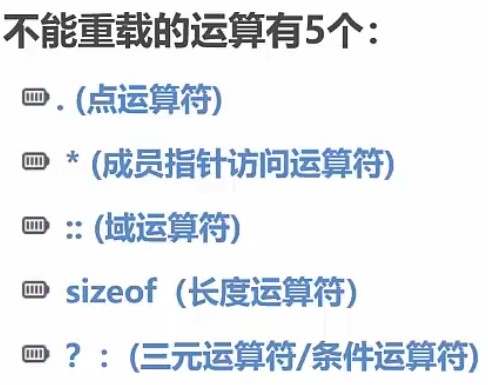 不能重载的运算有5个：
. (点运算符)
* (成员指针访问运算符)
:: (域运算符)
sizeof（长度运算符）
？：(三元运算符/条件运算符)